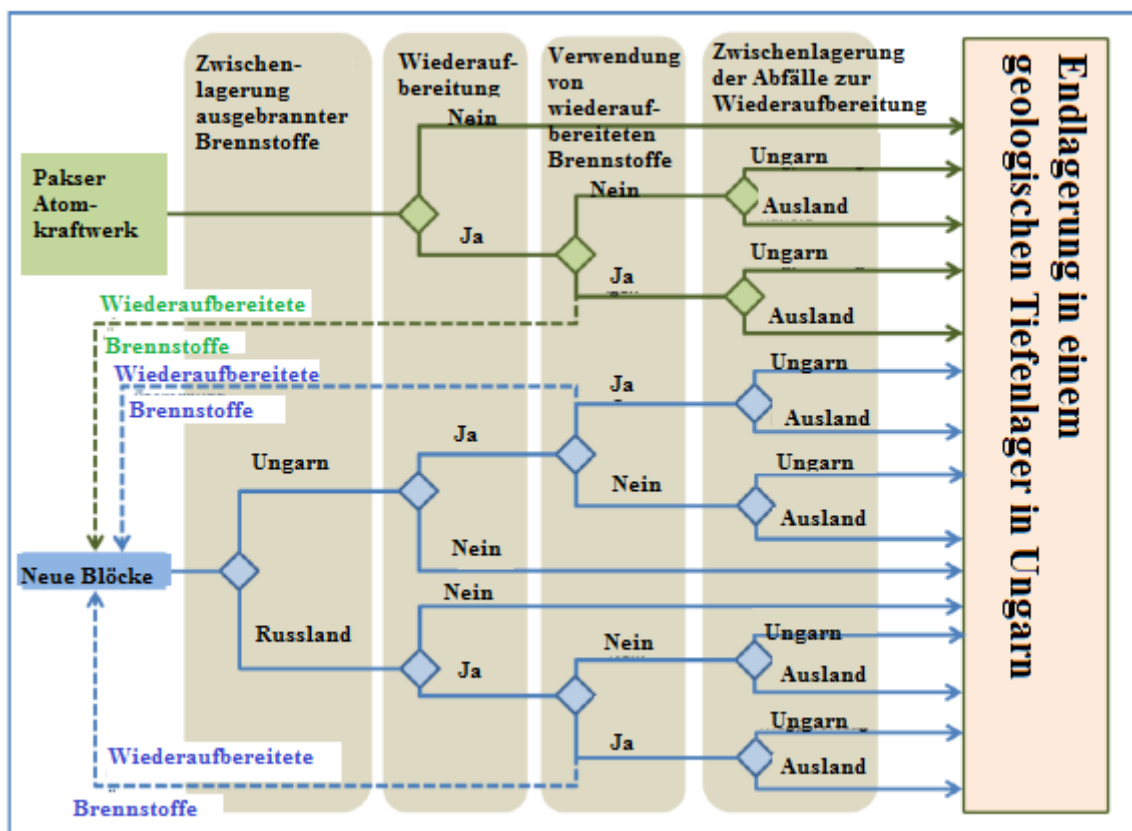 Zwischen-
lagerung
ausgebrannter
Brennstoffe
Wiederauf-
bereitung
Verwendung
von
wiederauf-
bereiteten
Brennstoffe
Zwischenlagerung
der Abfälle zur
Wiederaufbereitung
Endlagerung in einem
geologischen Tiefenlager in Ungarn
Pakser
Atom-
kraftwerk
Nein
Ja
Nein
Ja
Ungarn
Ausland
Ungarn
Ausland
Wiederaufbereitete
Brennstoffe
Wiederaufbereitete
Brennstoffe
Neue Blöcke
Ungarn
Russland
Ja
Nein
Ja
Nein
Ungarn
Ausland
Ungarn
Ausland
Nein
Ja
Nein
Ja
Ungarn
Ausland
Ungarn
Ausland
Wiederaufbereitete
Brennstoffe